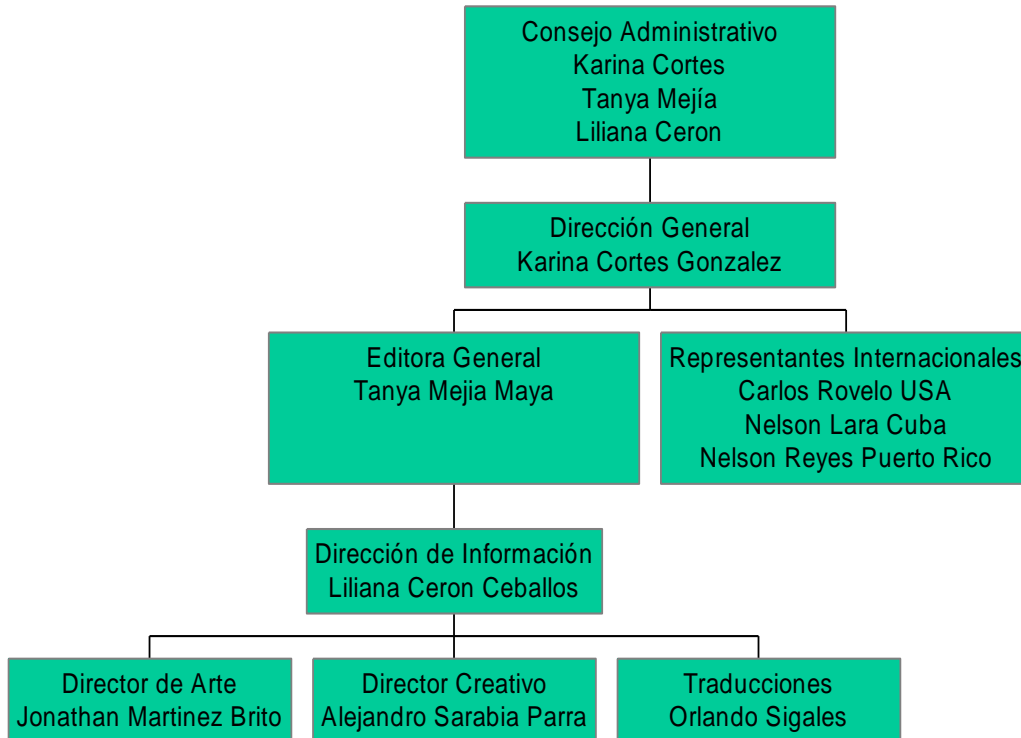 Consejo Administrativo
Karina Cortes
Tanya Mejía
Liliana Ceron
Dirección General
Karina Cortes Gonzalez
Editora General
Tanya Mejia Maya
Representantes Internacionales
Carlos Rovelo USA
Nelson Lara Cuba
Nelson Reyes Puerto Rico
Dirección de Información
Liliana Ceron Ceballos
Director de Arte
Jonathan Martinez Brito
Director Creativo
Alejandro Sarabia Parra
Traducciones
Orlando Sigales